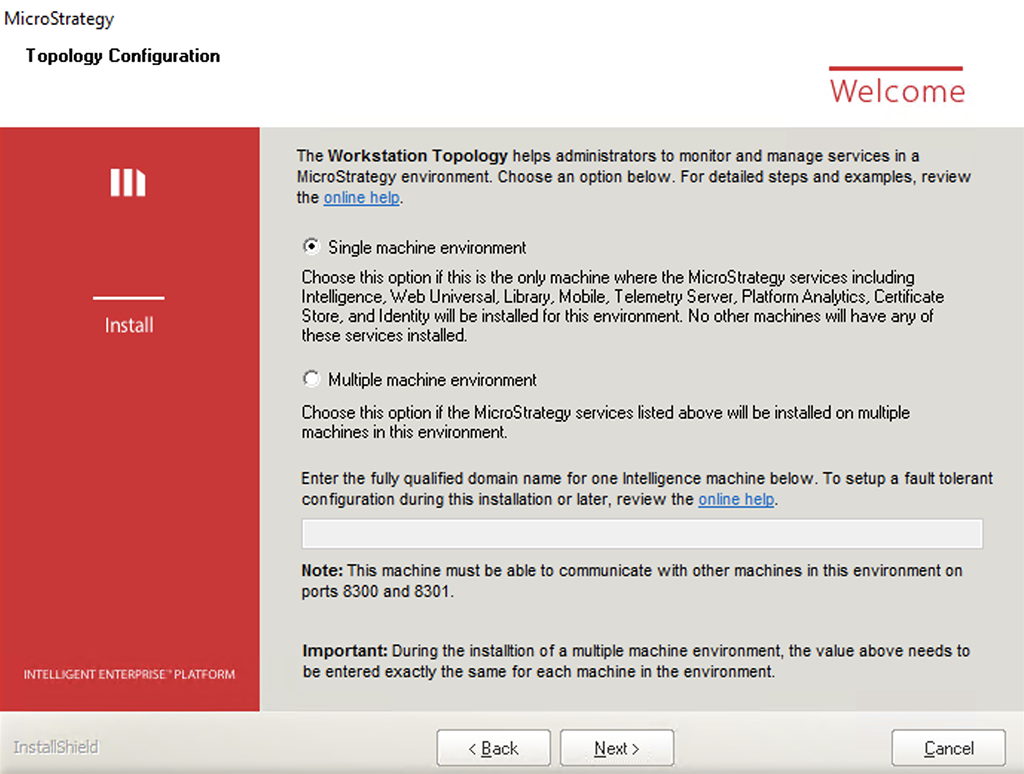 MicroStrategy
Topology Configuration
Welcome
The Workstation Topology helps administrators to monitor and manage services in a
MicroStrategy environment. Choose an option below. For detailed steps and examples, review
the online help.
Single machine environment
Choose this option if this is the only machine where the MicroStrategy services including
Intelligence, Web Universal, Library, Mobile, Telemetry Server, Platform Analytics, Certificate
Store, and Identity will be installed for this environment. No other machines will have any of
these services installed.
Install
Multiple machine environment
Choose this option if the MicroStrategy services listed above will be installed on multiple
machines in this environment.
Enter the fully qualified domain name for one Intelligence machine below. To setup a fault tolerant
configuration during this installation or later, review the online help.
Note: This machine must be able to communicate with other machines in this environment on
ports 8300 and 8301.
Important: During the installtion of a multiple machine environment, the value above needs to
be entered exactly the same for each machine in the environment.
INTELLIGENT ENTERPRISE™ PLATFORM
InstallShield
< Back
Next >
Cancel